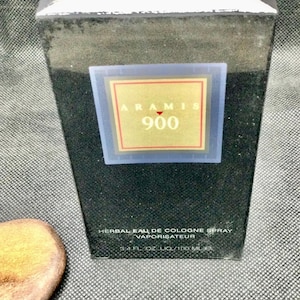 ARAMIS
900
HERBAL EAU DE COLOGNE SPRAY
VAPORISATEUR
3.4 FL. OZ. LIQ/100 ML